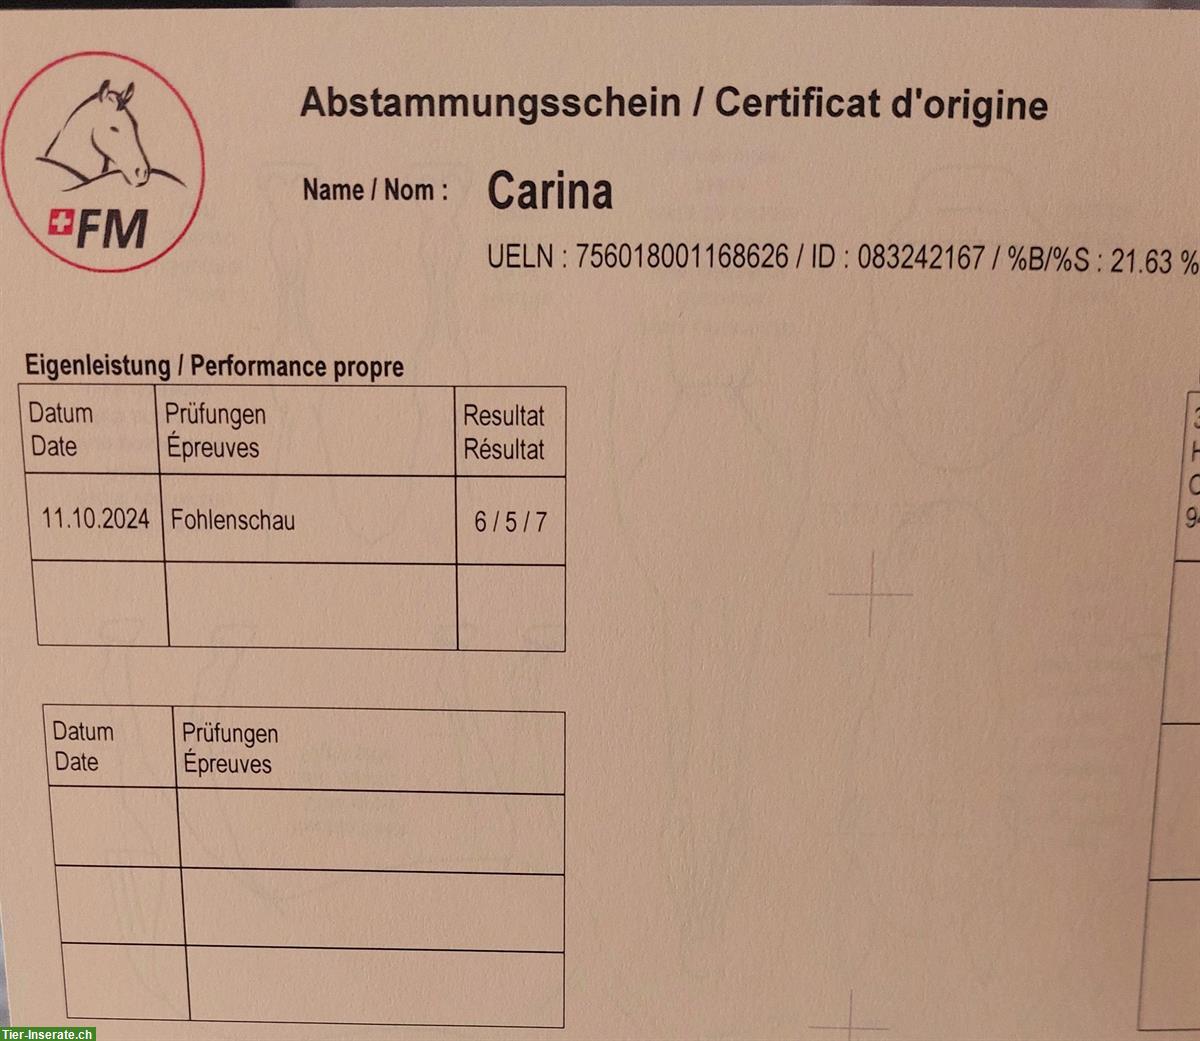 FM
Abstammungsschein / Certificat d'origine
Name / Nom : Carina
UELN : 756018001168626 / ID : 083242167 / %B/%S : 21.63 %
Eigenleistung / Performance propre
Datum Prüfungen Resultat
Date Épreuves Résultat
11.10.2024 Fohlenschau 6 / 5 / 7
Datum Prüfungen
Date Épreuves
Tier-Inserate.ch